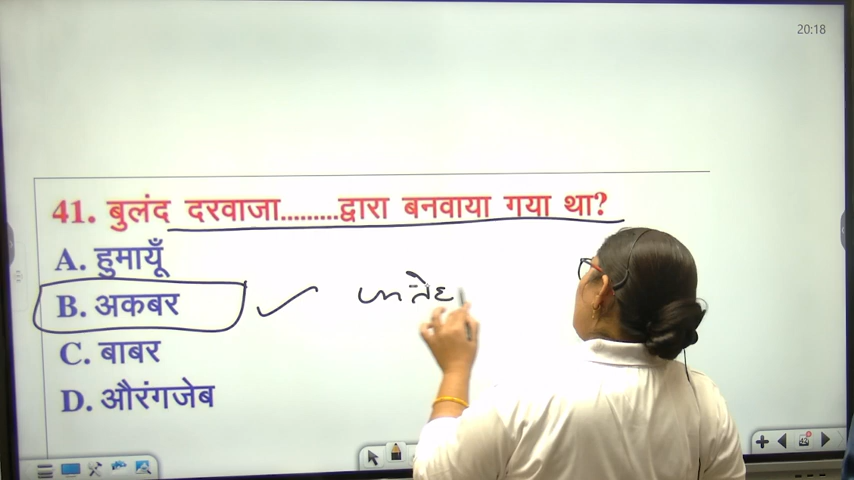 20:18
41. बुलंद दरवाजा.........द्वारा बनवाया गया था?
A. हुमायूँ
B. अकबर
C. बाबर
D. औरंगजेब